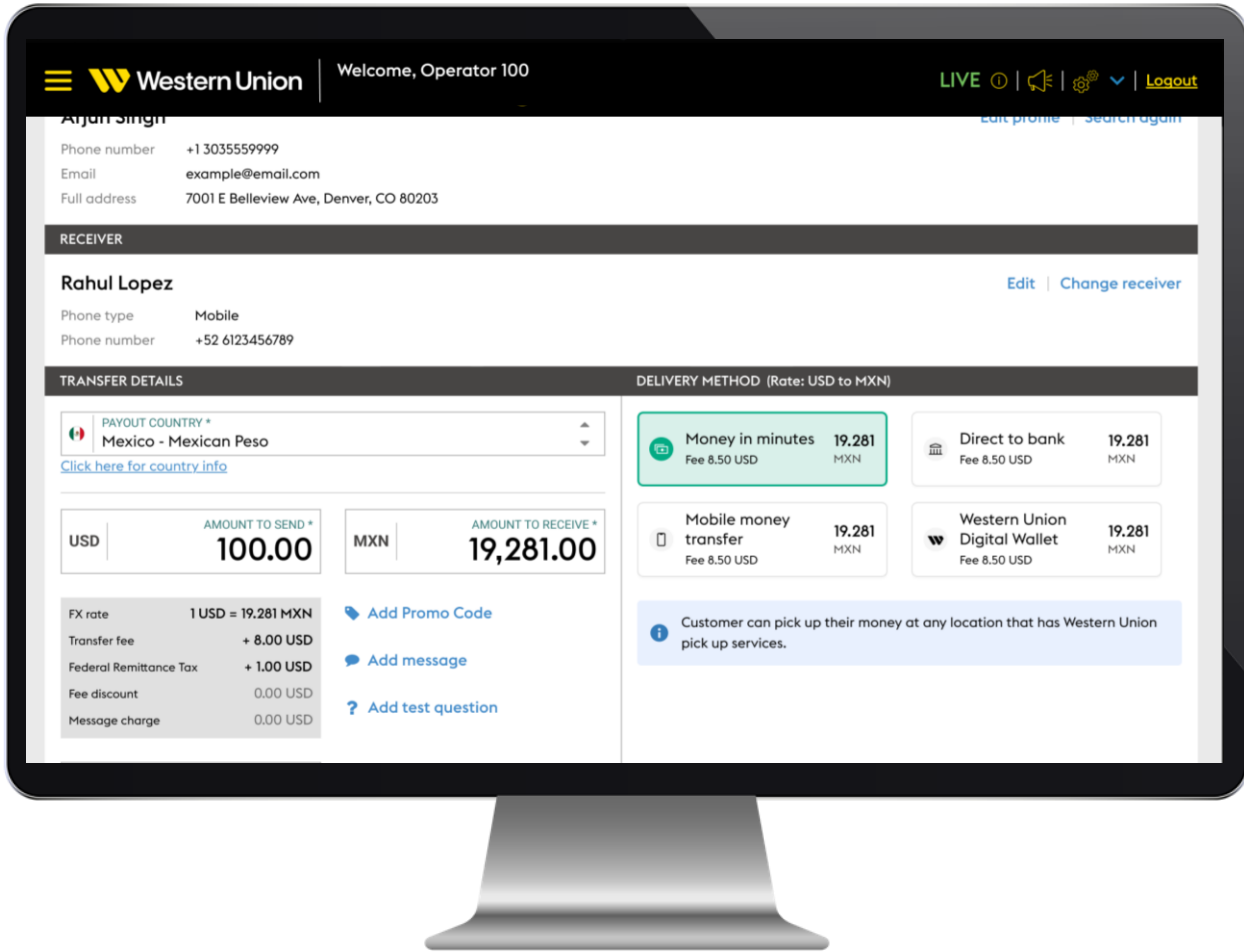 Western Union
Welcome, Operator 100
LIVE
Logout
Arjun Singh
Edit profile | Search again
Phone number +1 3035559999
Email example@email.com
Full address 7001 E Belleview Ave, Denver, CO 80203
RECEIVER
Rahul Lopez
Edit | Change receiver
Phone type Mobile
Phone number +52 6123456789
TRANSFER DETAILS
PAYOUT COUNTRY *
Mexico - Mexican Peso
Click here for country info
USD
AMOUNT TO SEND *
100.00
MXN
AMOUNT TO RECEIVE *
19,281.00
FX rate 1 USD = 19.281 MXN
Transfer fee + 8.00 USD
Federal Remittance Tax + 1.00 USD
Fee discount 0.00 USD
Message charge 0.00 USD
Add Promo Code
Add message
? Add test question
DELIVERY METHOD (Rate: USD to MXN)
Money in minutes 19.281
Fee 8.50 USD MXN
Direct to bank 19.281
Fee 8.50 USD MXN
Mobile money
transfer 19.281
Fee 8.50 USD MXN
Western Union
Digital Wallet 19.281
Fee 8.50 USD MXN
Customer can pick up their money at any location that has Western Union
pick up services.